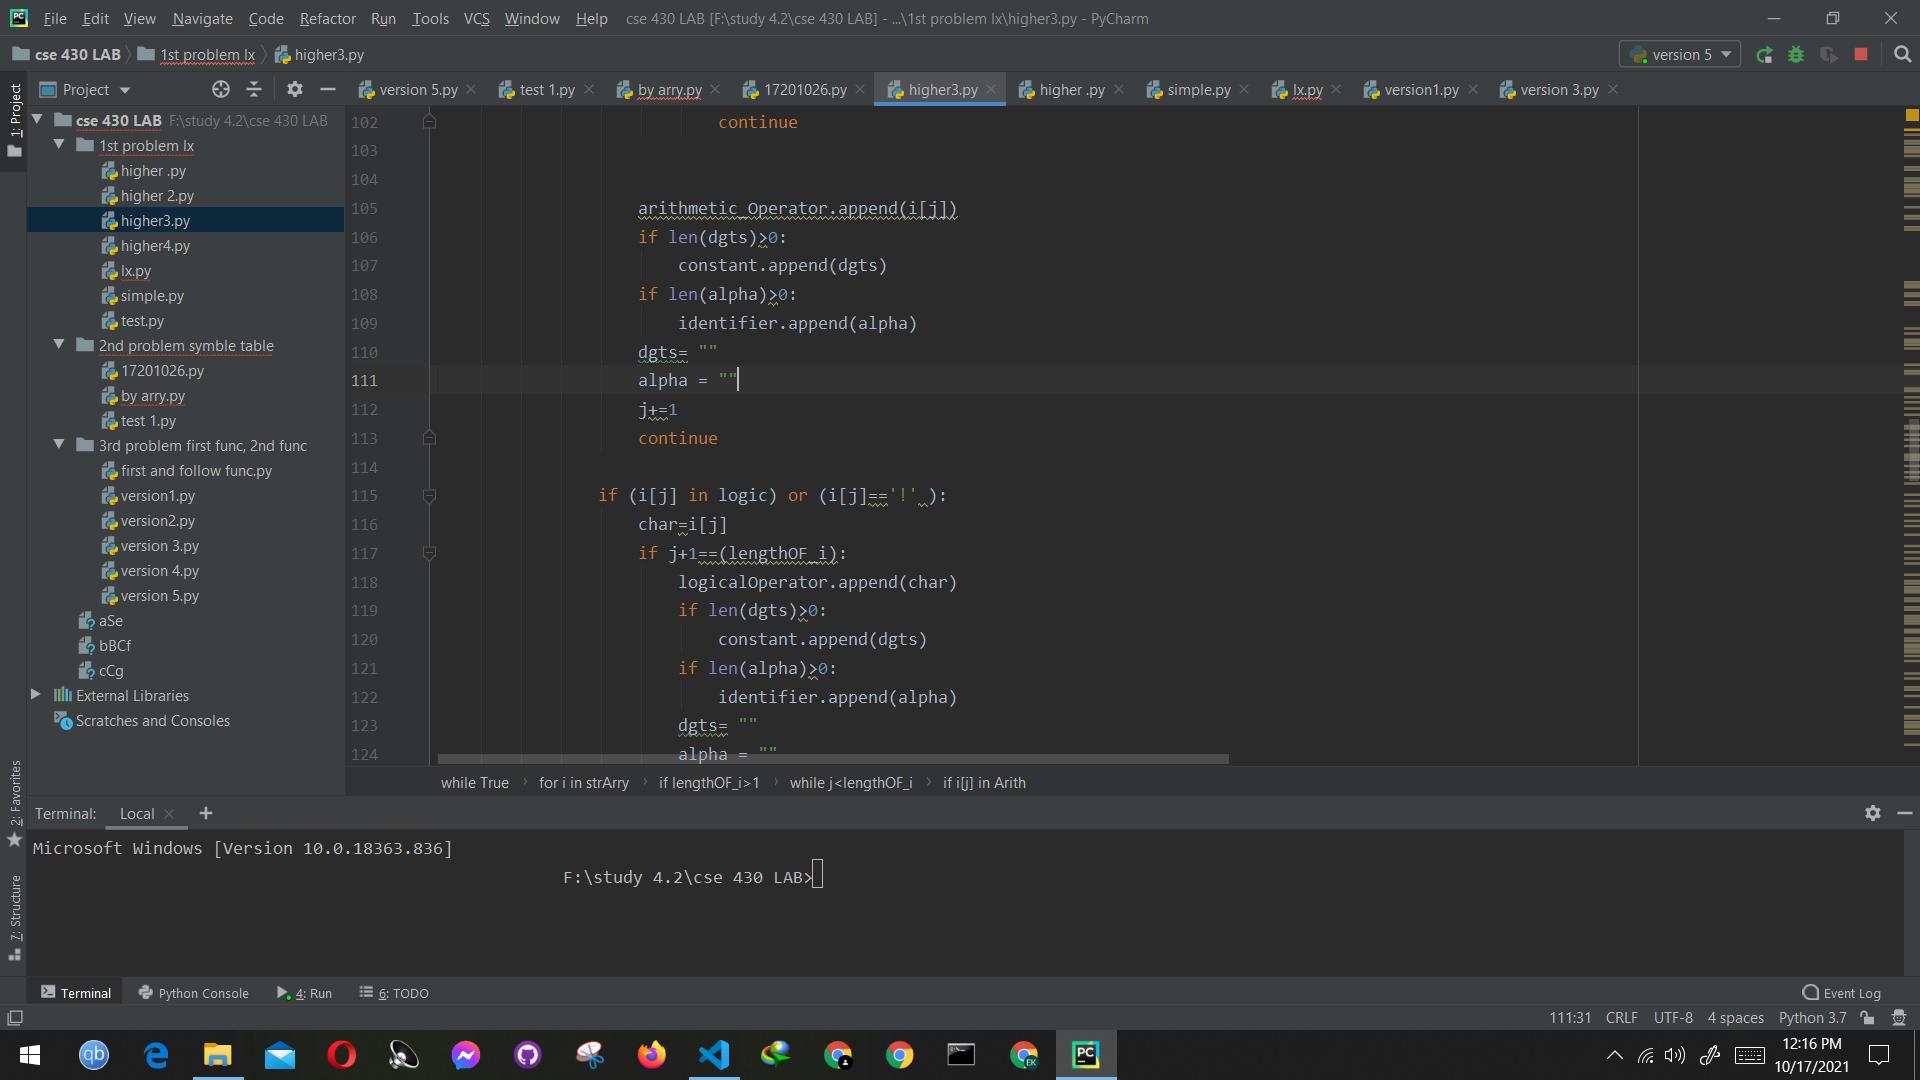 File Edit View Navigate Code Refactor Run Tools VCS Window Help cse 430 LAB [F:\study 4.2\cse 430 LAB] - ...\1st problem lx\higher3.py - PyCharm
cse 430 LAB 1st problem lx higher3.py version 5
Project version 5.py test 1.py by arry.py 17201026.py higher3.py higher .py simple.py lx.py version1.py version 3.py
1: Project
cse 430 LAB F:\study 4.2\cse 430 LAB
1st problem lx
higher .py
higher 2.py
higher3.py
higher4.py
lx.py
simple.py
test.py
2nd problem symble table
17201026.py
by arry.py
test 1.py
3rd problem first func, 2nd func
first and follow func.py
version1.py
version2.py
version 3.py
version 4.py
version 5.py
aSe
bBCf
cCg
External Libraries
Scratches and Consoles
102 continue
103
104
105 arithmetic_Operator.append(i[j])
106 if len(dgts)>0:
107 constant.append(dgts)
108 if len(alpha)>0:
109 identifier.append(alpha)
110 dgts= ""
111 alpha = ""
112 j+=1
113 continue
114
115 if (i[j] in logic) or (i[j]=='!' ):
116 char=i[j]
117 if j+1==(lengthOF_i):
118 logicalOperator.append(char)
119 if len(dgts)>0:
120 constant.append(dgts)
121 if len(alpha)>0:
122 identifier.append(alpha)
123 dgts= ""
124 alpha = ""
while True for i in strArry if lengthOF_i>1 while j<lengthOF_i if i[j] in Arith
2: Favorites
7: Structure
Terminal: Local +
Microsoft Windows [Version 10.0.18363.836]
F:\study 4.2\cse 430 LAB>
Terminal Python Console 4: Run 6: TODO Event Log
111:31 CRLF UTF-8 4 spaces Python 3.7
qb EK PC
12:16 PM
10/17/2021